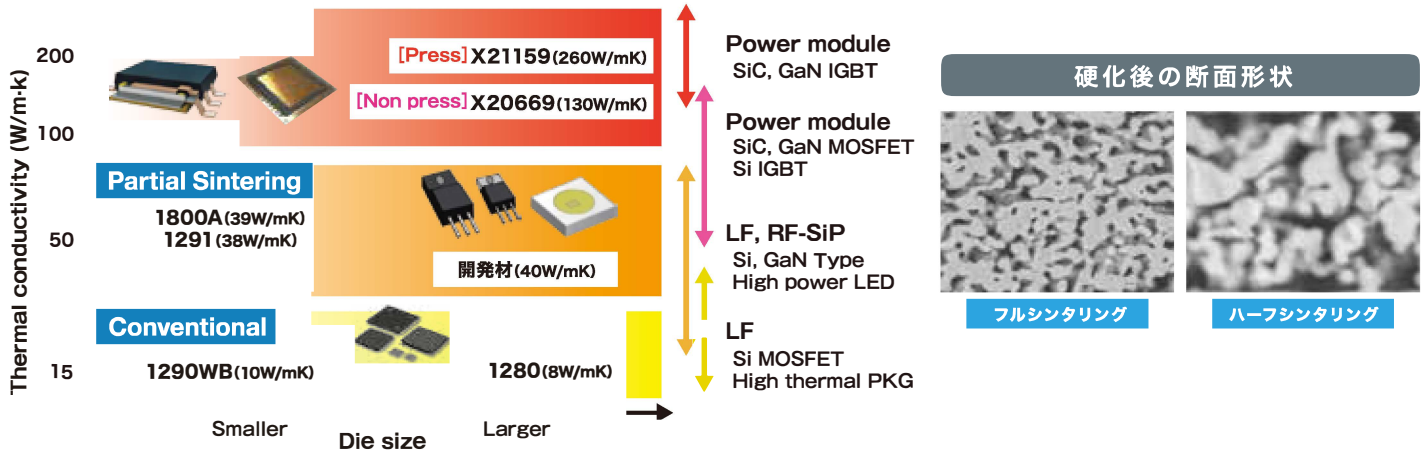 Thermal conductivity (W/m·k)
200
100
50
15
[Press] X21159 (260W/mK)
[Non press] X20669 (130W/mK)
Partial Sintering
1800A (39W/mK)
1291 (38W/mK)
開発材 (40W/mK)
Conventional
1290WB (10W/mK)
1280 (8W/mK)
Smaller
Die size
Larger
Power module
SiC, GaN IGBT
Power module
SiC, GaN MOSFET
Si IGBT
LF, RF-SiP
Si, GaN Type
High power LED
LF
Si MOSFET
High thermal PKG
硬化後の断面形状
フルシンタリング
ハーフシンタリング